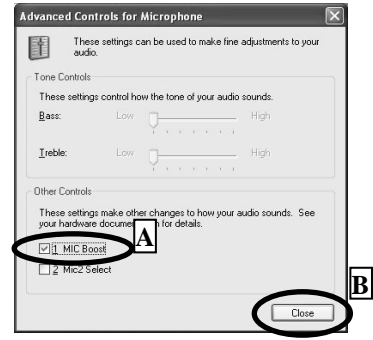 Advanced Controls for Microphone
These settings can be used to make fine adjustments to your
audio.
Tone Controls
These settings control how the tone of your audio sounds.
Bass: Low High
Treble: Low High
Other Controls
These settings make other changes to how your audio sounds. See
your hardware for details.
A
1 MIC Boost
2 Mic2 Select
B
Close